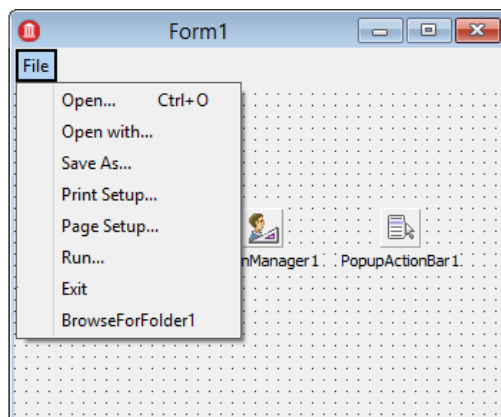 Form1
File
Open... Ctrl+O
Open with...
Save As...
Print Setup...
Page Setup...
Run...
nManager1 PopupActionBar1
Exit
BrowseForFolder1